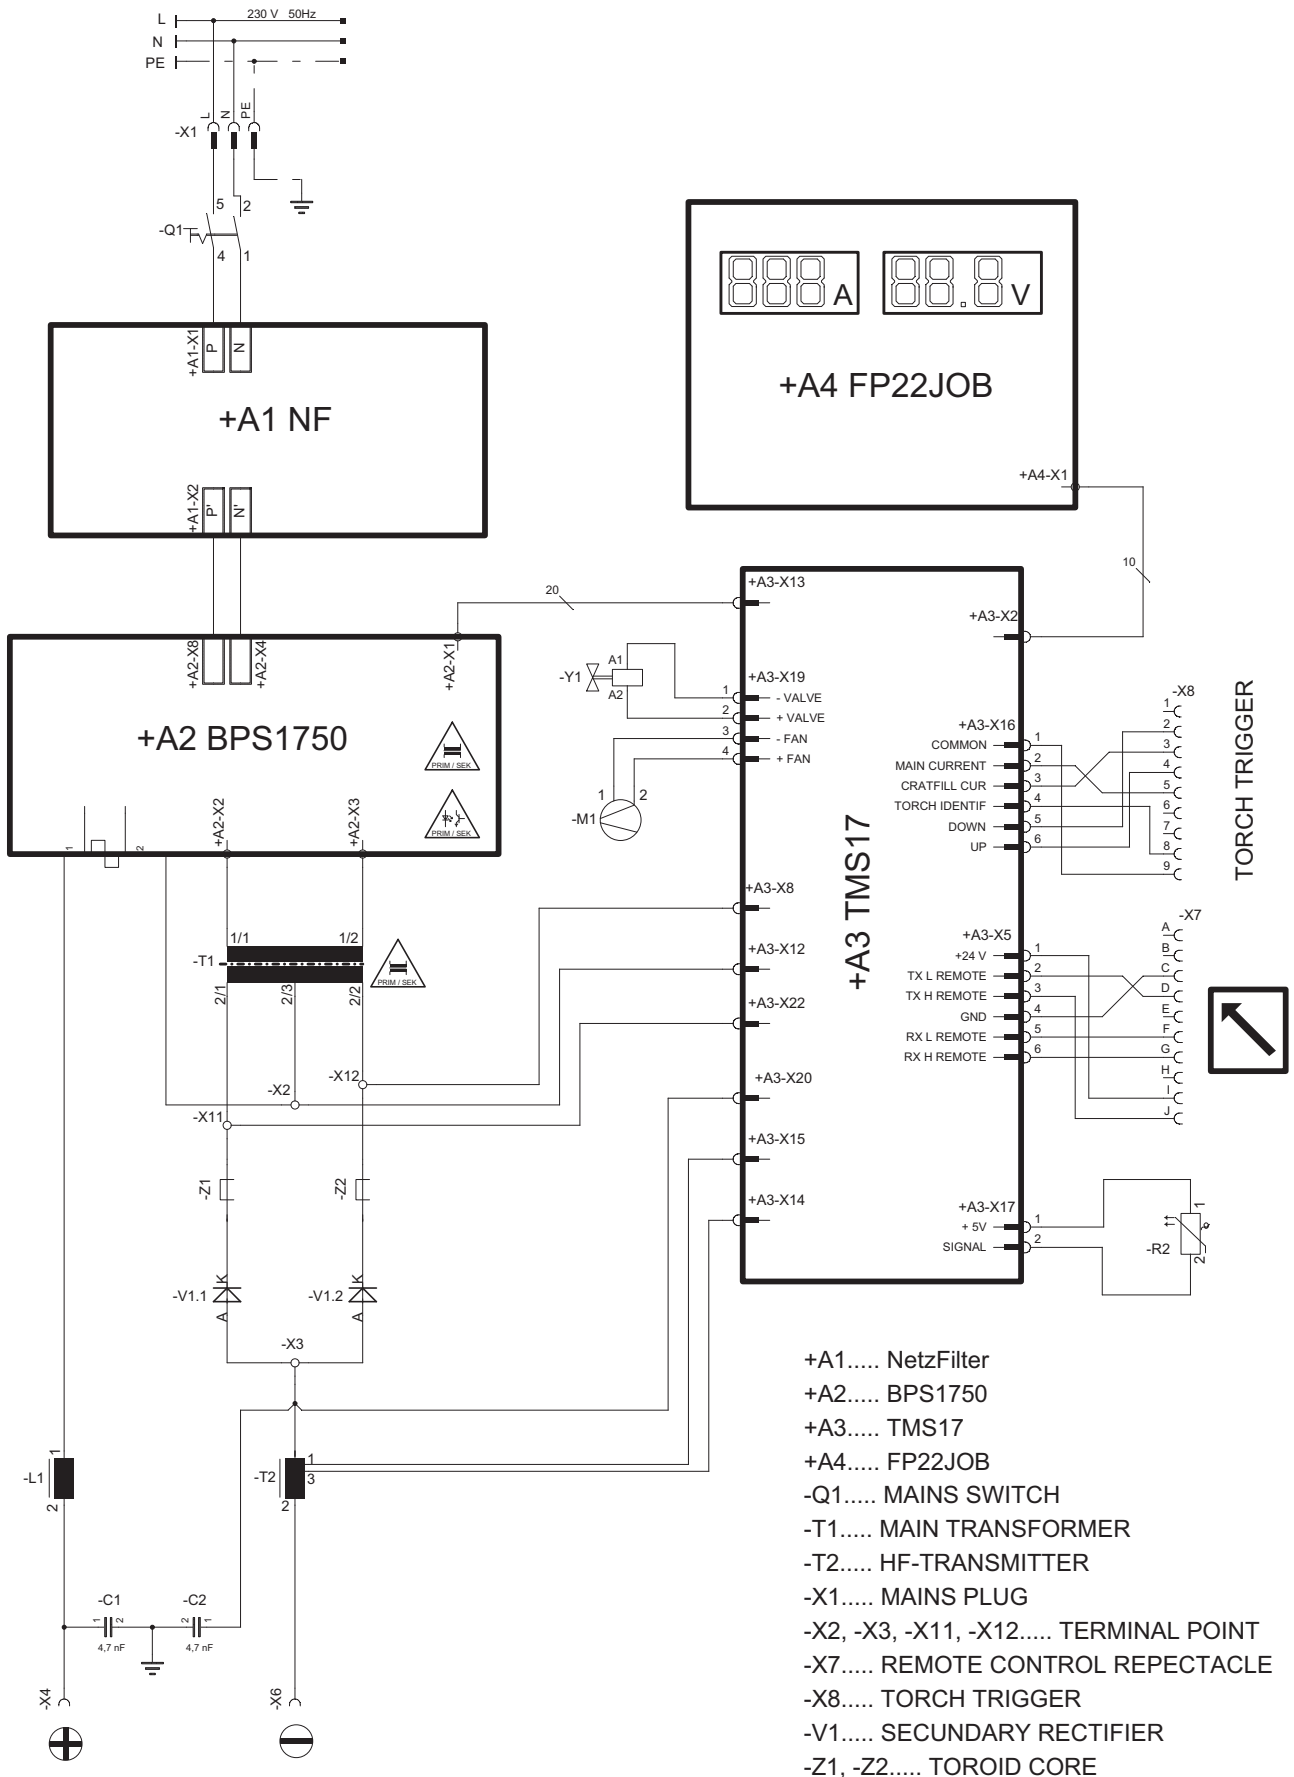 L 230 V 50Hz
N
PE
L N PE
-X1
5 2
-Q1
4 1
+A1-X1 P N
+A1 NF
+A1-X2 P' N'
A V
+A4 FP22JOB
+A4-X1
10
20
+A2-X8 +A2-X4 +A2-X1
+A2 BPS1750
PRIM / SEK
PRIM / SEK
1 2 +A2-X2 +A2-X3
1/1 1/2
-T1
PRIM / SEK
2/1 2/3 2/2
-X12
-X2
-X11
-Z1 -Z2
K K
-V1.1 -V1.2
A A
-X3
1 1
-L1 -T2 3
2 2
-C1 -C2
1 2 2 1
4,7 nF 4,7 nF
-X4 -X6
-Y1 A1
A2
1 2
-M1
+A3 TMS17
+A3-X13
+A3-X19
1 - VALVE
2 + VALVE
3 - FAN
4 + FAN
+A3-X8
+A3-X12
+A3-X22
+A3-X20
+A3-X15
+A3-X14
+A3-X2
+A3-X16
COMMON 1
MAIN CURRENT 2
CRATFILL CUR 3
TORCH IDENTIF 4
DOWN 5
UP 6
-X8
1
2
3
4
5
6
7
8
9
TORCH TRIGGER
+A3-X5
+24 V 1
TX L REMOTE 2
TX H REMOTE 3
GND 4
RX L REMOTE 5
RX H REMOTE 6
-X7
A
B
C
D
E
F
G
H
I
J
+A3-X17
+ 5V 1
SIGNAL 2
1
-R2
2
+A1..... NetzFilter
+A2..... BPS1750
+A3..... TMS17
+A4..... FP22JOB
-Q1..... MAINS SWITCH
-T1..... MAIN TRANSFORMER
-T2..... HF-TRANSMITTER
-X1..... MAINS PLUG
-X2, -X3, -X11, -X12..... TERMINAL POINT
-X7..... REMOTE CONTROL REPECTACLE
-X8..... TORCH TRIGGER
-V1..... SECUNDARY RECTIFIER
-Z1, -Z2..... TOROID CORE